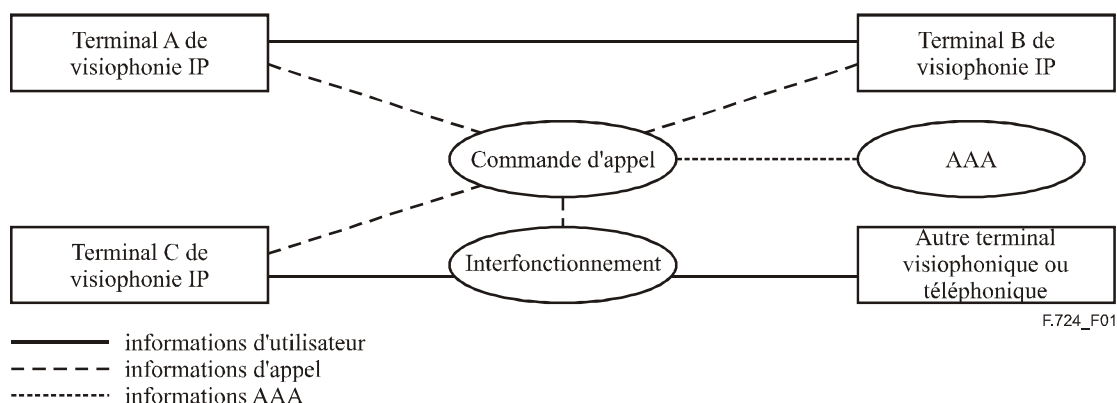 Terminal A de
visiophonie IP
Terminal B de
visiophonie IP
Commande d'appel
AAA
Terminal C de
visiophonie IP
Interfonctionnement
Autre terminal
visiophonique ou
téléphonique
F.724_F01
informations d'utilisateur
informations d'appel
informations AAA